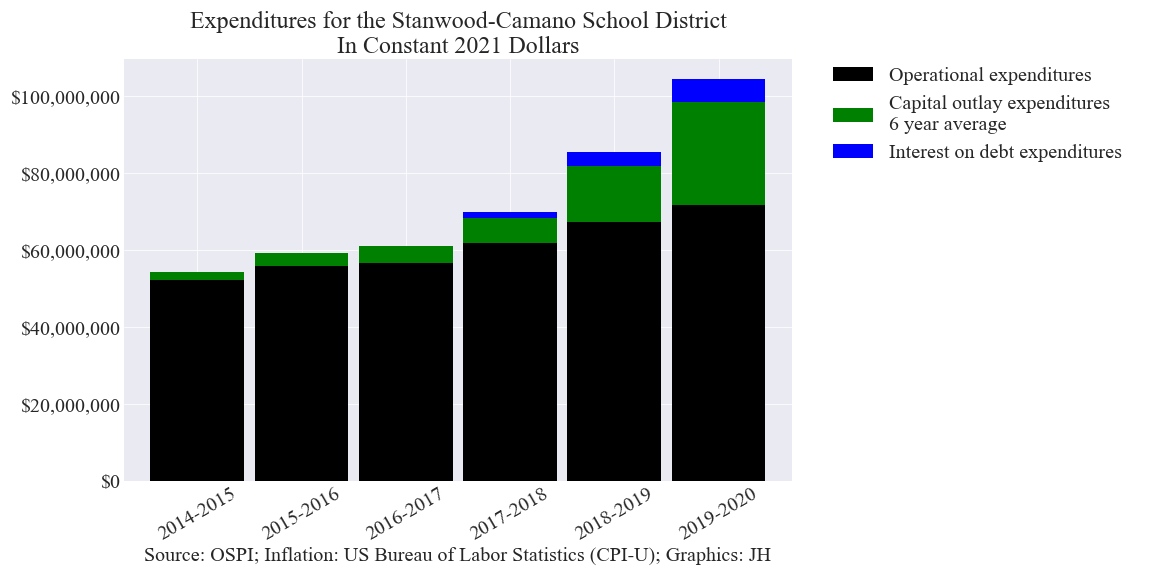 Expenditures for the Stanwood-Camano School District
In Constant 2021 Dollars
$100,000,000
$80,000,000
$60,000,000
$40,000,000
$20,000,000
$0
2014-2015
2015-2016
2016-2017
2017-2018
2018-2019
2019-2020
Source: OSPI; Inflation: US Bureau of Labor Statistics (CPI-U); Graphics: JH
Operational expenditures
Capital outlay expenditures
6 year average
Interest on debt expenditures